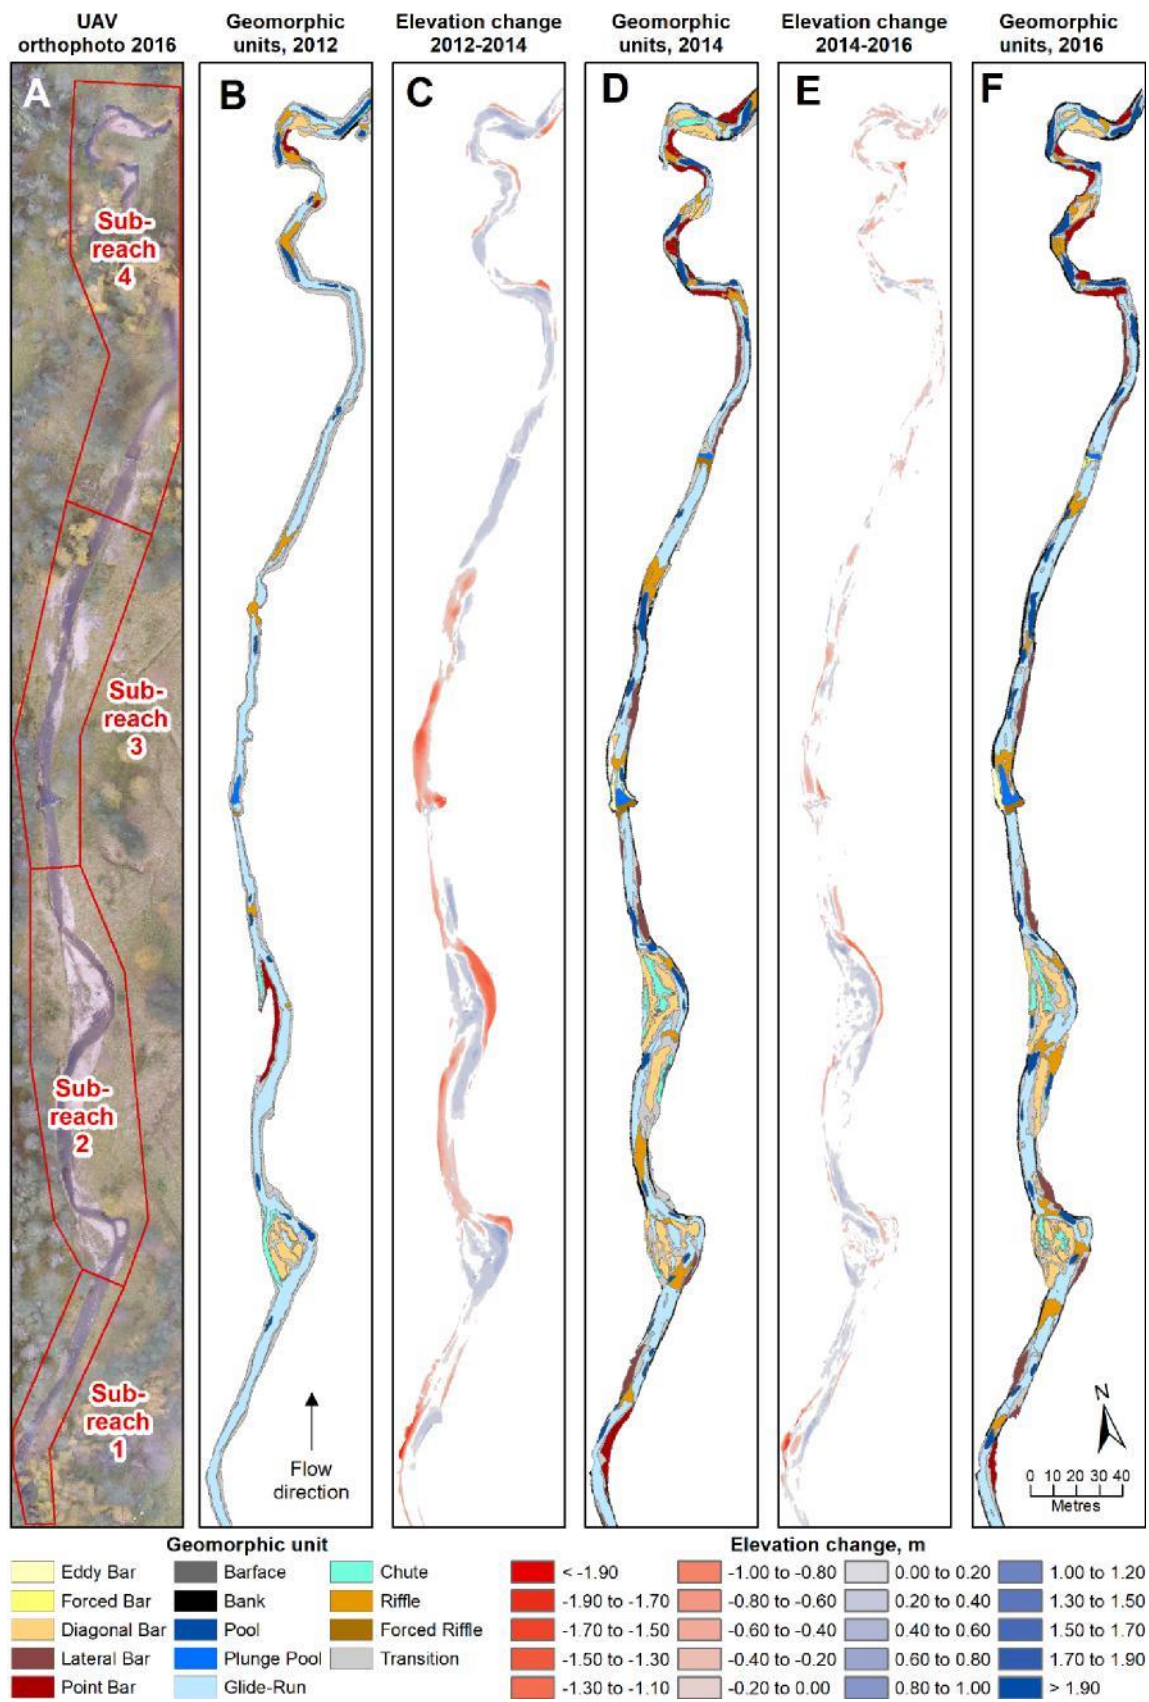 UAV
orthophoto 2016
Geomorphic
units, 2012
Elevation change
2012-2014
Geomorphic
units, 2014
Elevation change
2014-2016
Geomorphic
units, 2016
A
B
C
D
E
F
Sub-
reach
4
Sub-
reach
3
Sub-
reach
2
Sub-
reach
1
Flow
direction
N
0 10 20 30 40
Metres
Geomorphic unit
Eddy Bar
Forced Bar
Diagonal Bar
Lateral Bar
Point Bar
Barface
Bank
Pool
Plunge Pool
Glide-Run
Chute
Riffle
Forced Riffle
Transition
Elevation change, m
< -1.90
-1.90 to -1.70
-1.70 to -1.50
-1.50 to -1.30
-1.30 to -1.10
-1.00 to -0.80
-0.80 to -0.60
-0.60 to -0.40
-0.40 to -0.20
-0.20 to 0.00
0.00 to 0.20
0.20 to 0.40
0.40 to 0.60
0.60 to 0.80
0.80 to 1.00
1.00 to 1.20
1.30 to 1.50
1.50 to 1.70
1.70 to 1.90
> 1.90